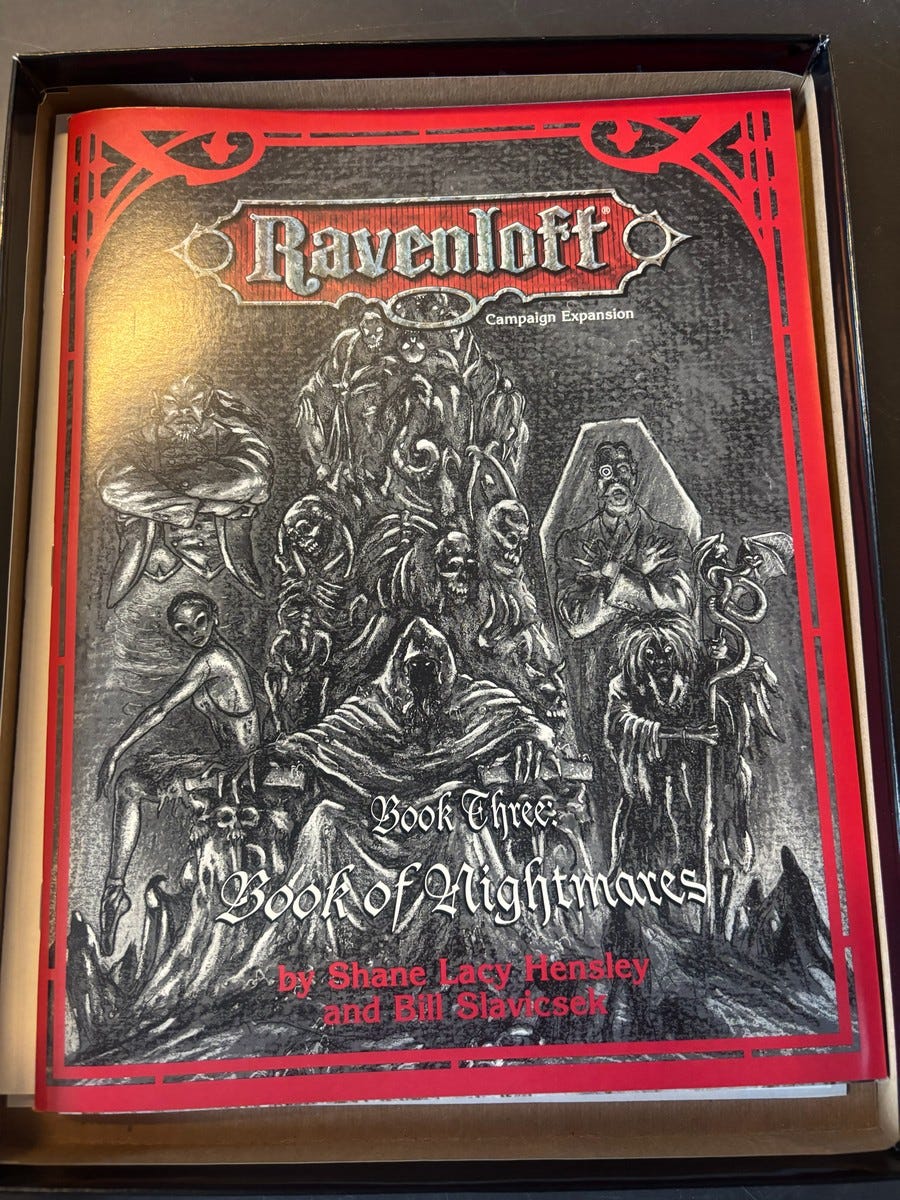 Ravenloft®
Campaign Expansion
Book Three:
Book of Nightmares
by Shane Lacy Hensley
and Bill Slavicsek